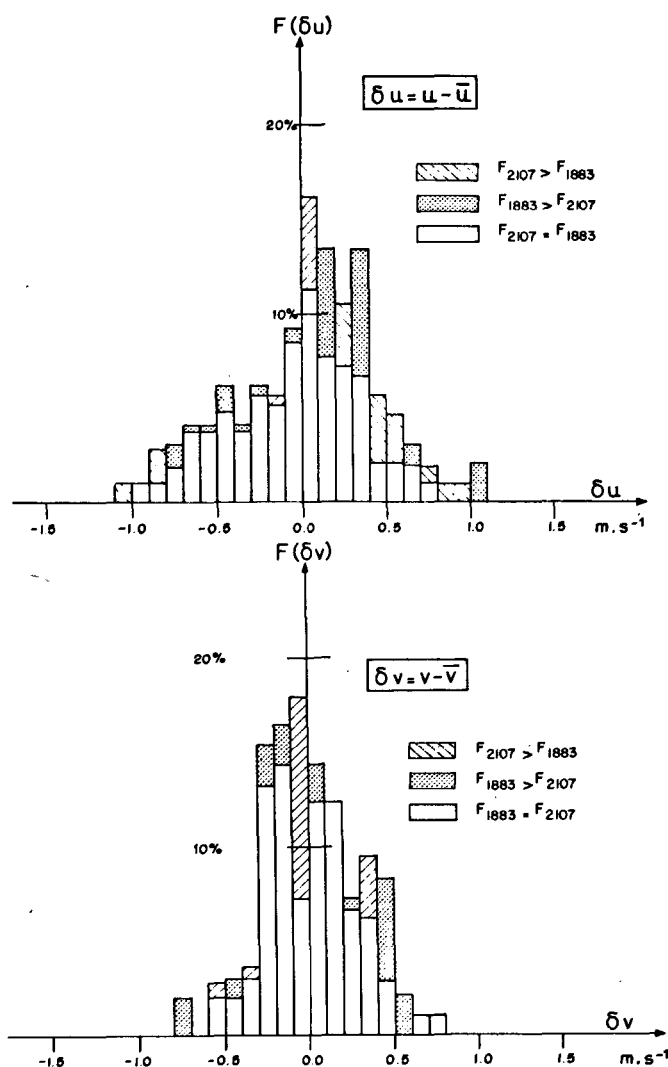 F(δu)
δu = u - ū
20%
F2107 > F1883
F1883 > F2107
F2107 = F1883
10%
δu
-1.5 -1.0 -0.5 0.0 0.5 1.0 1.5 m.s-1
F(δv)
20%
δv = v - v̄
F2107 > F1883
F1883 > F2107
F1883 = F2107
10%
δv
-1.5 -1.0 -0.5 0.0 0.5 1.0 1.5 m.s-1